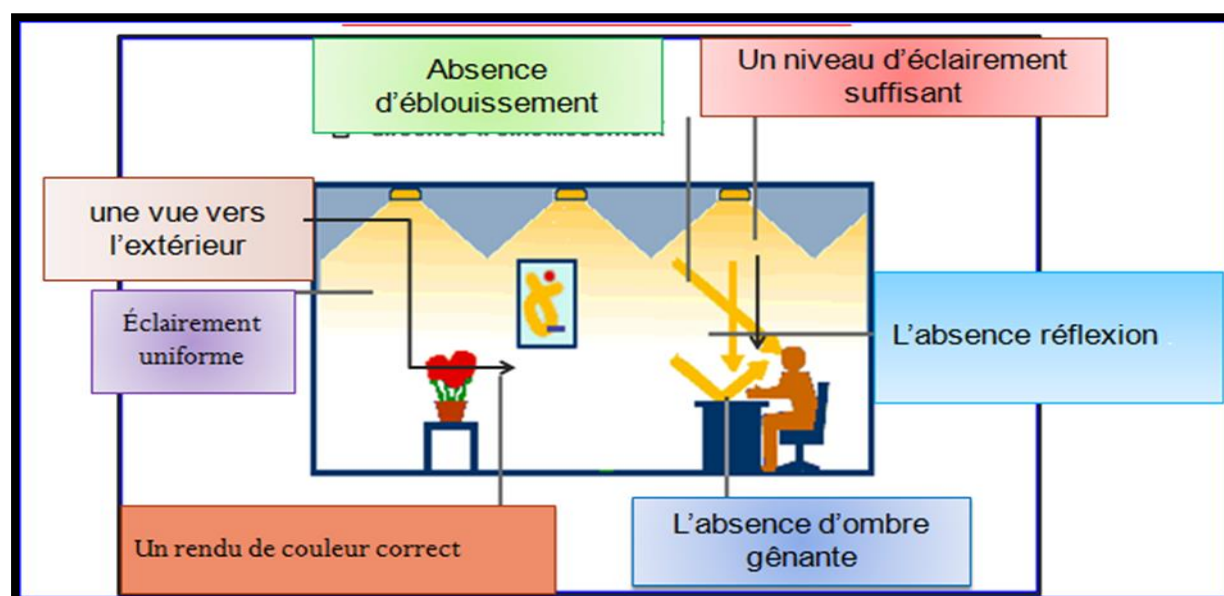 Absence
d'éblouissement
Un niveau d'éclairement
suffisant
une vue vers
l'extérieur
Éclairement
uniforme
L'absence réflexion
Un rendu de couleur correct
L'absence d'ombre
gênante